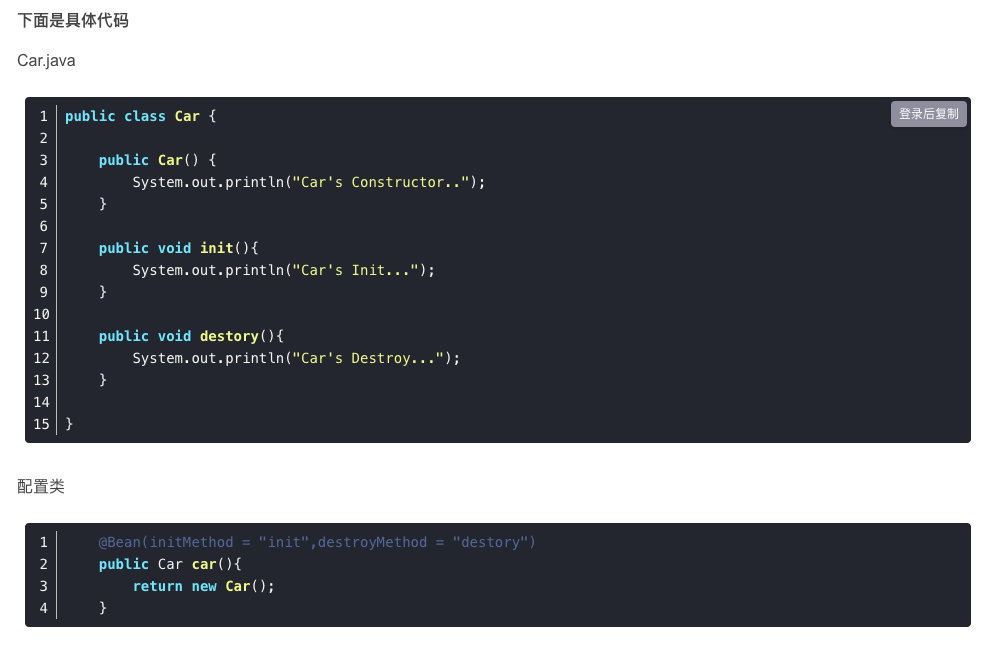 下面是具体代码
Car.java
登录后复制
1 public class Car {
2
3     public Car() {
4         System.out.println("Car's Constructor..");
5     }
6
7     public void init(){
8         System.out.println("Car's Init...");
9     }
10
11     public void destory(){
12         System.out.println("Car's Destroy...");
13     }
14
15 }
配置类
1     @Bean(initMethod = "init",destroyMethod = "destory")
2     public Car car(){
3         return new Car();
4     }